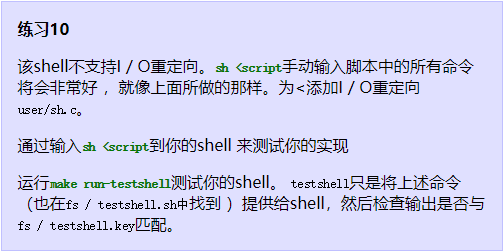 练习10
该shell不支持I / O重定向。sh <script手动输入脚本中的所有命令
将会非常好 ，就像上面所做的那样。为<添加I / O重定向
user/sh.c。
通过输入sh <script到你的shell 来测试你的实现
运行make run-testshell测试你的shell。 testshell只是将上述命令
（也在fs / testshell.sh中找到 ）提供给shell，然后检查输出是否与
fs / testshell.key匹配。